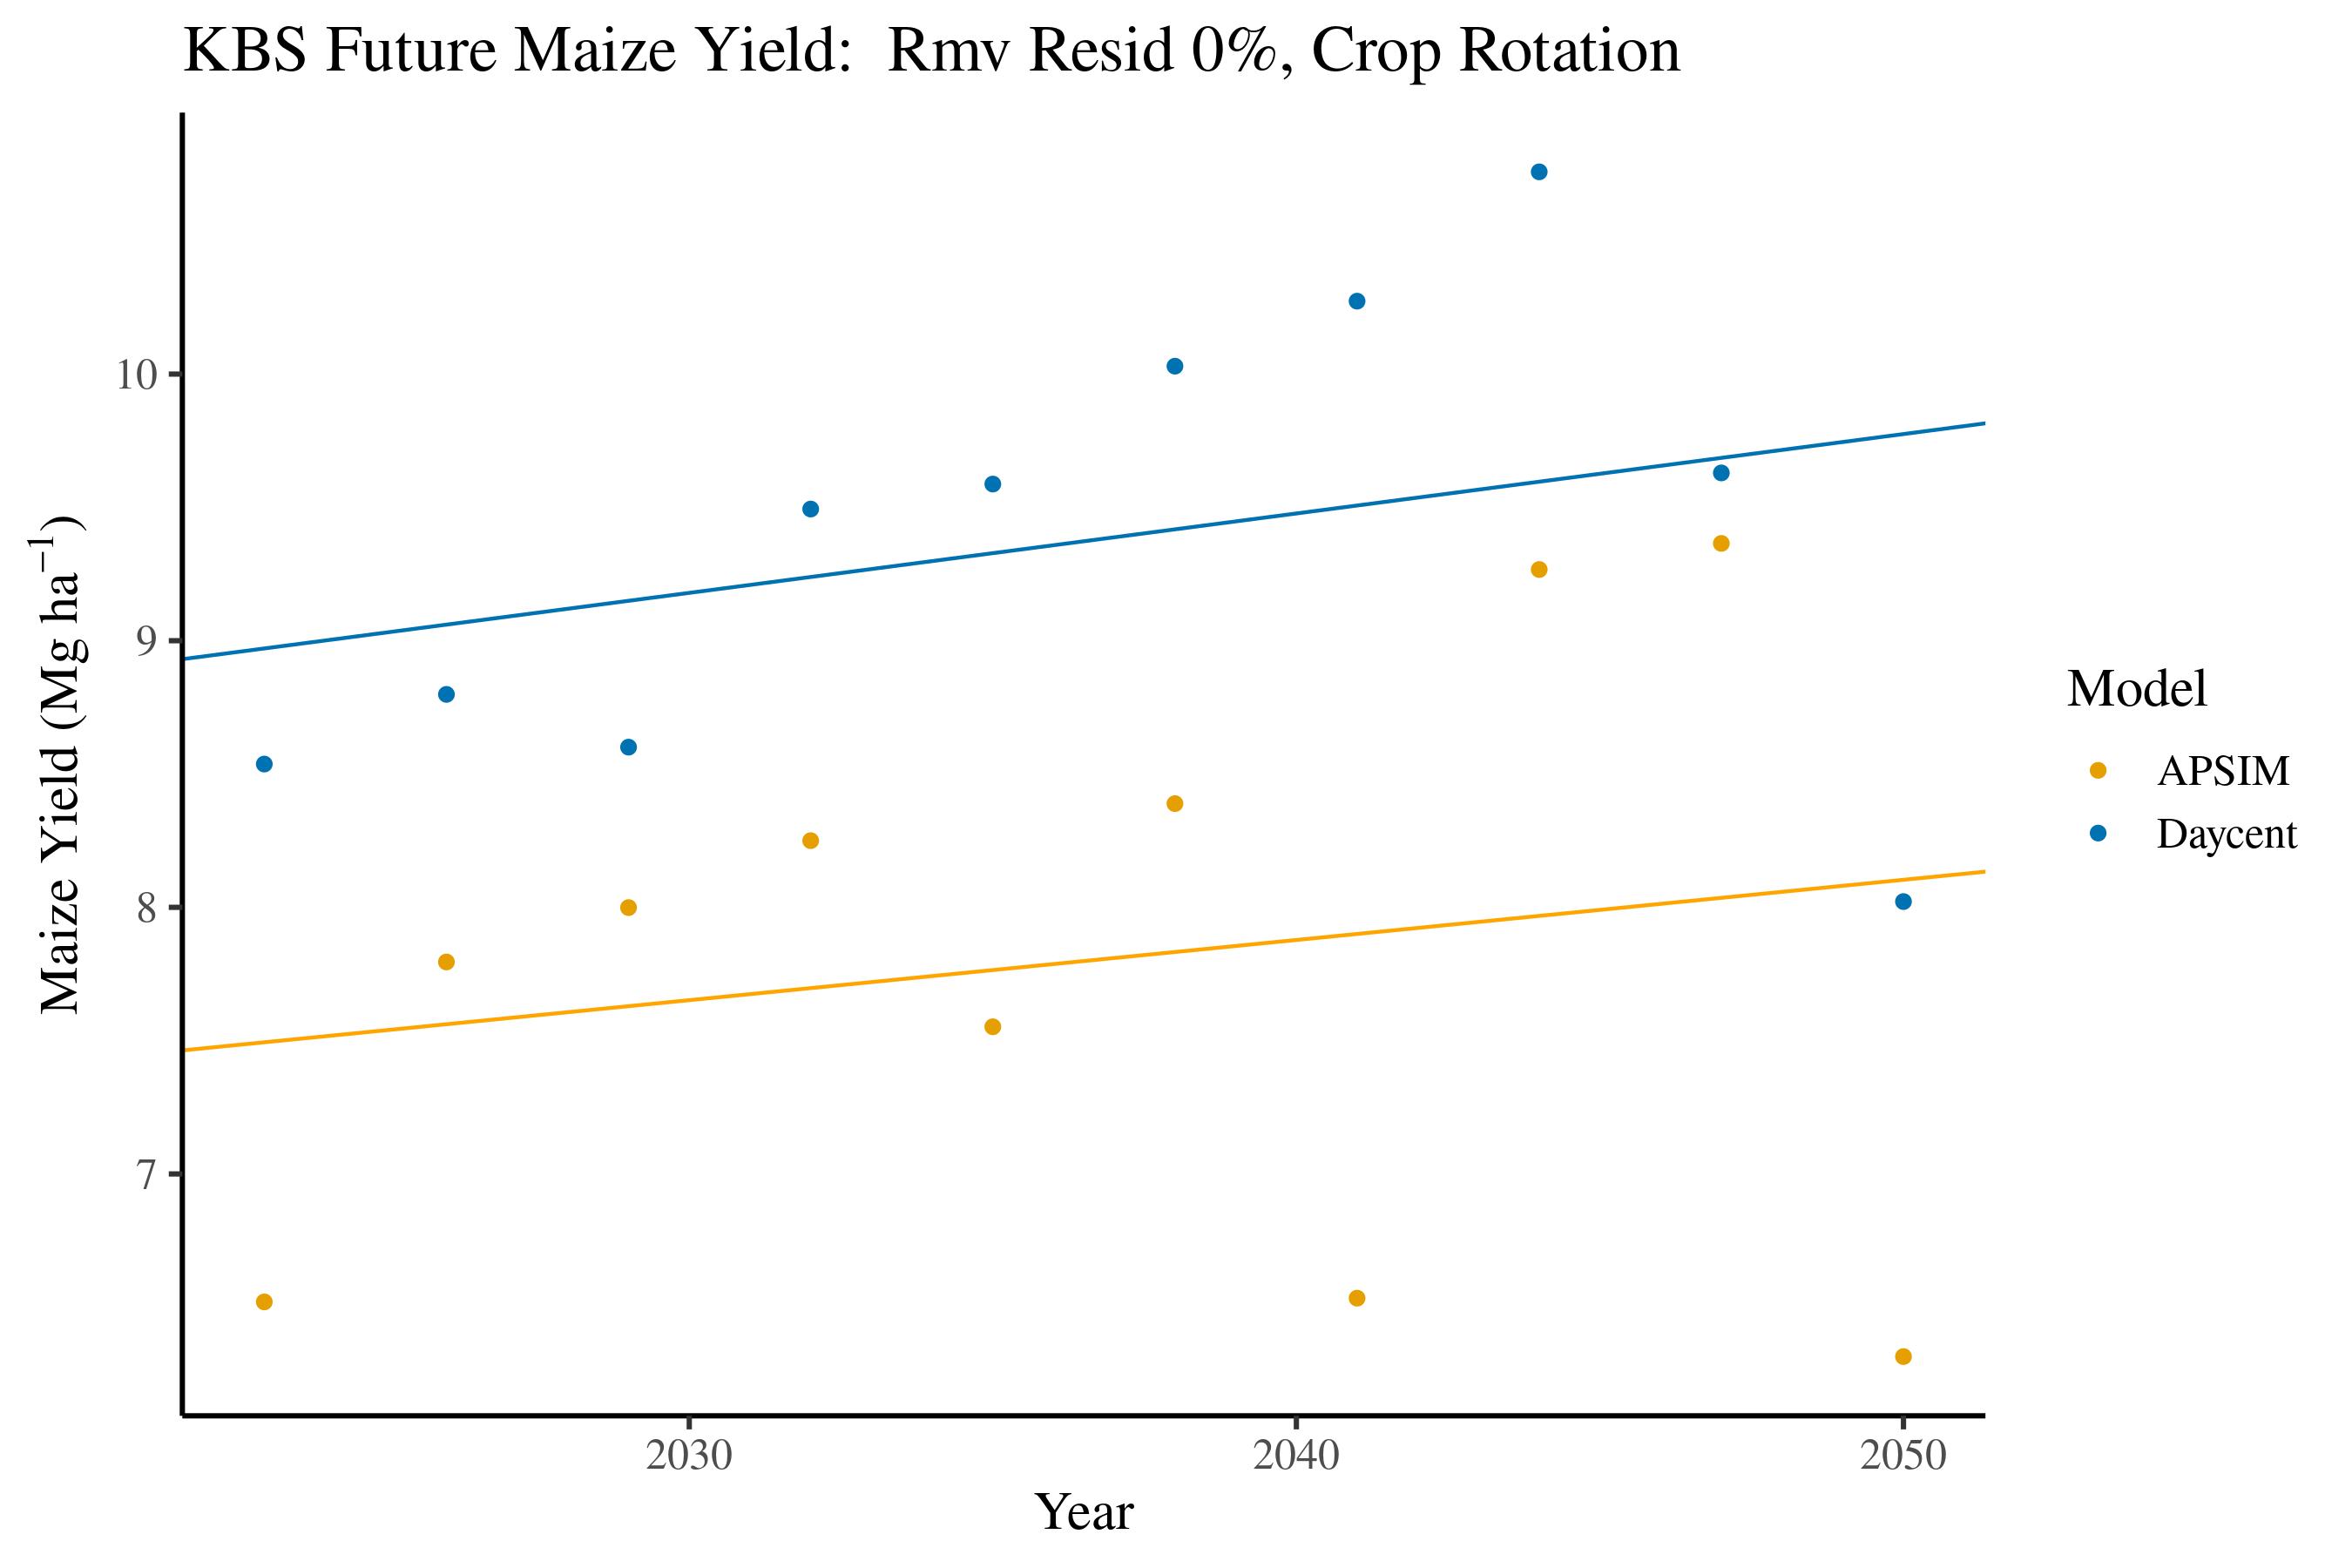 KBS Future Maize Yield:  Rmv Resid 0%, Crop Rotation
Maize Yield (Mg ha⁻¹)
10
9
8
7
2030
2040
2050
Year
Model
APSIM
Daycent